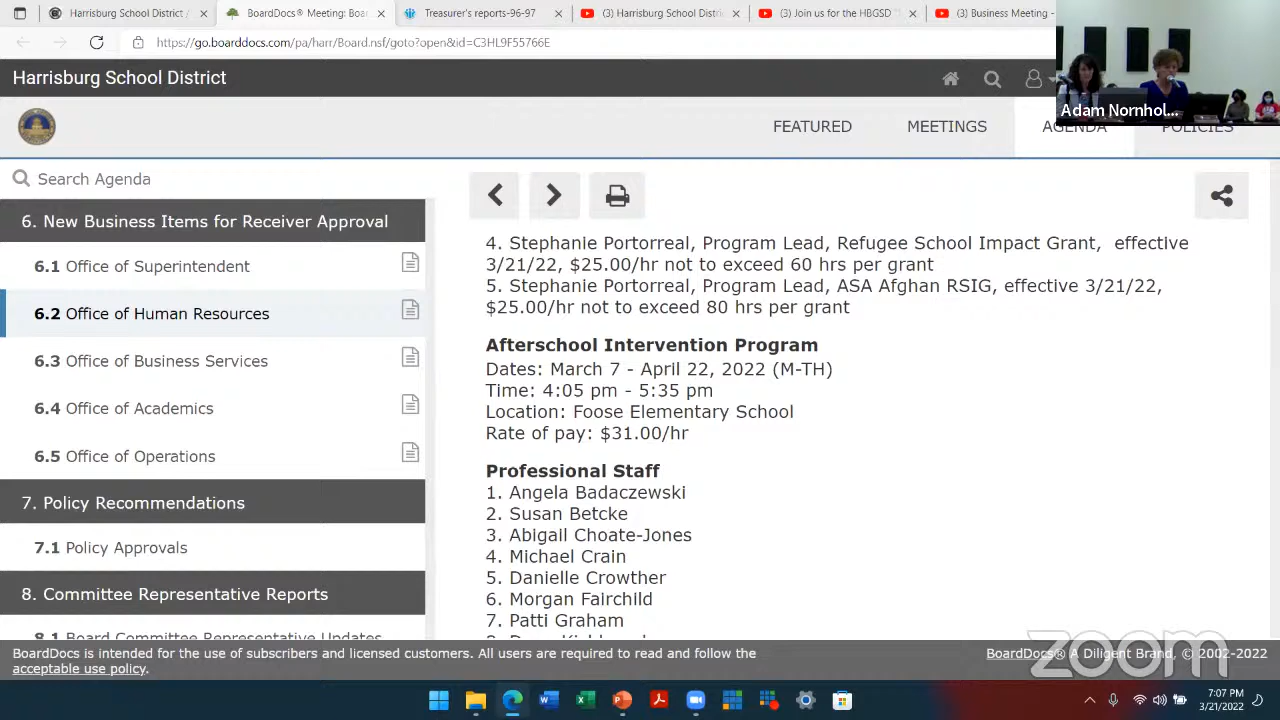 Harrisburg School District /
BoardDocs® Meeting: Boa
Treasurer's reports-96-97
(3) Harrisburg School Distri
(3) Join us for the HBGSD
(3) Business Meeting -
https://go.boarddocs.com/pa/harr/Board.nsf/goto?open&id=C3HL9F55766E
Adam Nornhol...
Harrisburg School District
FEATURED
MEETINGS
AGENDA
POLICIES
Search Agenda
6. New Business Items for Receiver Approval
6.1 Office of Superintendent
6.2 Office of Human Resources
6.3 Office of Business Services
6.4 Office of Academics
6.5 Office of Operations
7. Policy Recommendations
7.1 Policy Approvals
8. Committee Representative Reports
8.1 Board Committee Representative Updates
4. Stephanie Portorreal, Program Lead, Refugee School Impact Grant, effective
3/21/22, $25.00/hr not to exceed 60 hrs per grant
5. Stephanie Portorreal, Program Lead, ASA Afghan RSIG, effective 3/21/22,
$25.00/hr not to exceed 80 hrs per grant
Afterschool Intervention Program
Dates: March 7 - April 22, 2022 (M-TH)
Time: 4:05 pm - 5:35 pm
Location: Foose Elementary School
Rate of pay: $31.00/hr
Professional Staff
1. Angela Badaczewski
2. Susan Betcke
3. Abigall Choate-Jones
4. Michael Crain
5. Danielle Crowther
6. Morgan Fairchild
7. Patti Graham
zoom
BoardDocs is intended for the use of subscribers and licensed customers. All users are required to read and follow the
acceptable use policy.
BoardDocs® A Diligent Brand, © 2002-2022
7:07 PM
3/21/2022